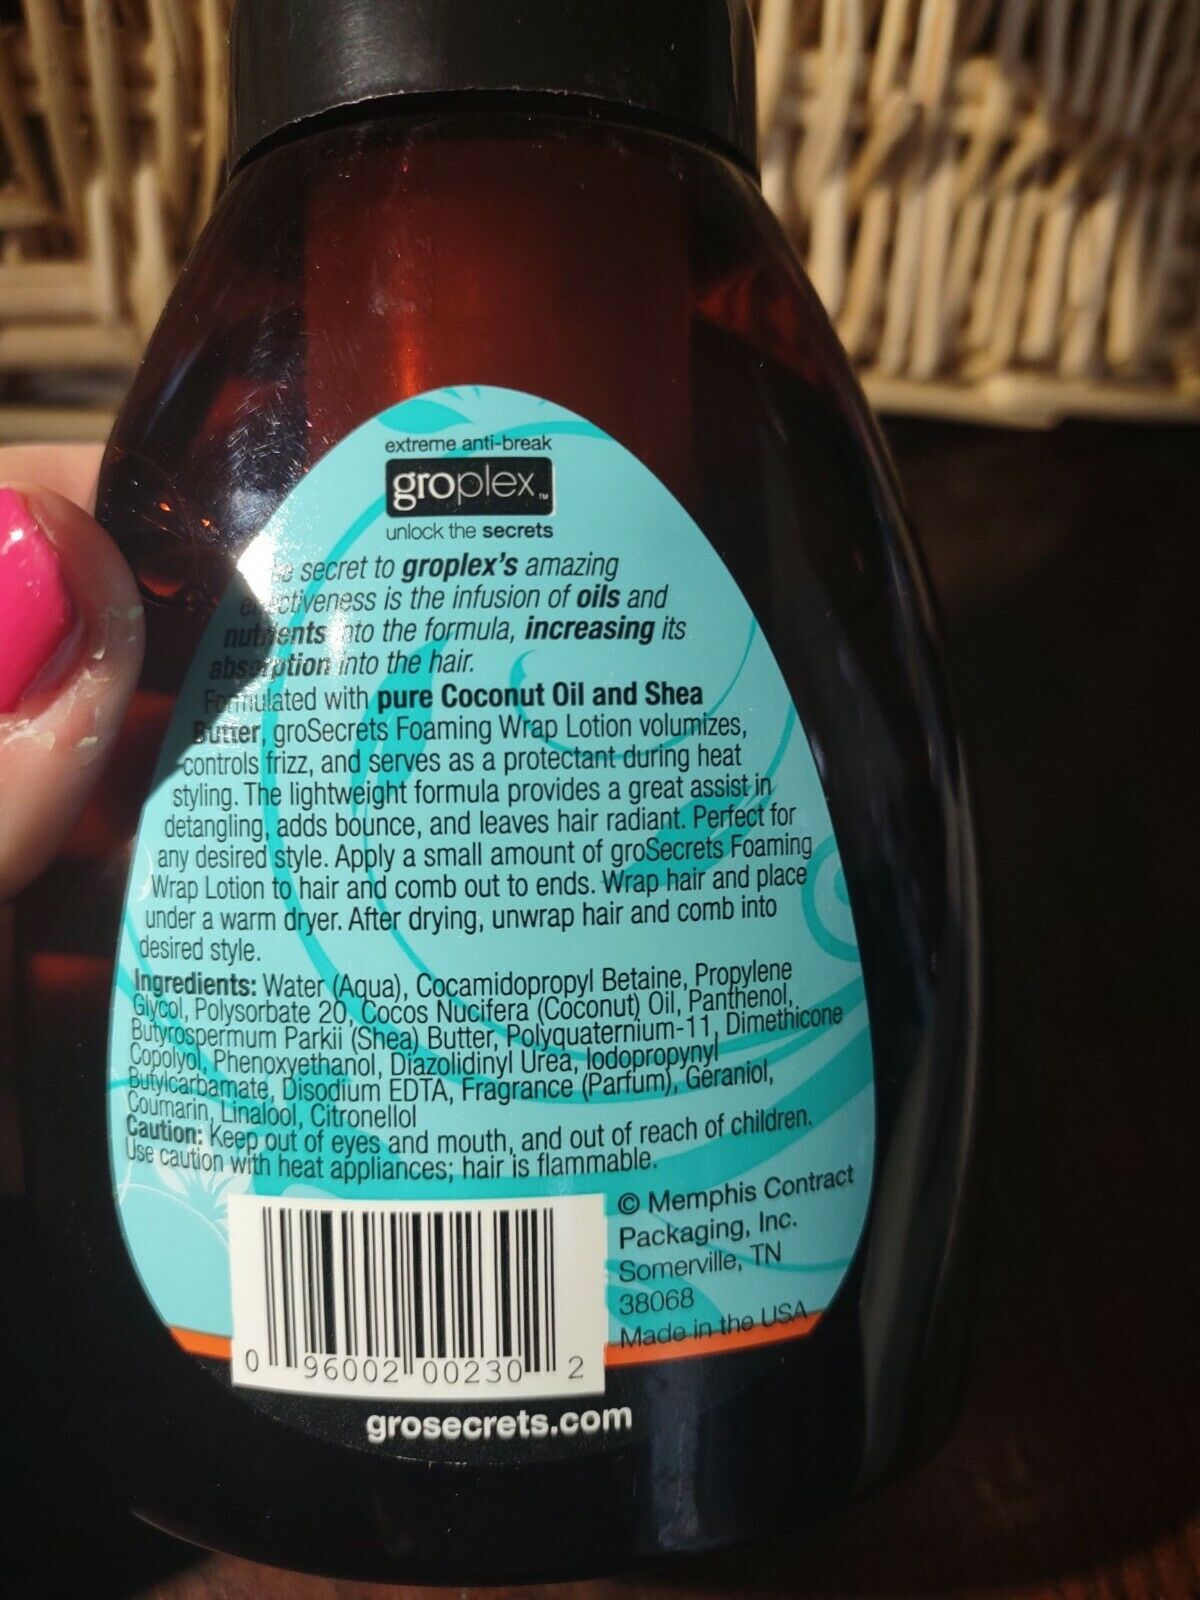 extreme anti-break
groplex™
unlock the secrets
secret to groplex's amazing
effectiveness is the infusion of oils and
nutrients into the formula, increasing its
absorption into the hair.
Formulated with pure Coconut Oil and Shea
Butter, groSecrets Foaming Wrap Lotion volumizes,
controls frizz, and serves as a protectant during heat
styling. The lightweight formula provides a great assist in
detangling, adds bounce, and leaves hair radiant. Perfect for
any desired style. Apply a small amount of groSecrets Foaming
Wrap Lotion to hair and comb out to ends. Wrap hair and place
under a warm dryer. After drying, unwrap hair and comb into
desired style.
Ingredients: Water (Aqua), Cocamidopropyl Betaine, Propylene
Glycol, Polysorbate 20, Cocos Nucifera (Coconut) Oil, Panthenol,
Butyrospermum Parkii (Shea) Butter, Polyquaternium-11, Dimethicone
Copolyol, Phenoxyethanol, Diazolidinyl Urea, Iodopropynyl
Butylcarbamate, Disodium EDTA, Fragrance (Parfum), Geraniol,
Coumarin, Linalool, Citronellol
Caution: Keep out of eyes and mouth, and out of reach of children.
Use caution with heat appliances; hair is flammable.
© Memphis Contract
Packaging, Inc.
Somerville, TN
38068
Made in the USA
0 96002 00230 2
grosecrets.com